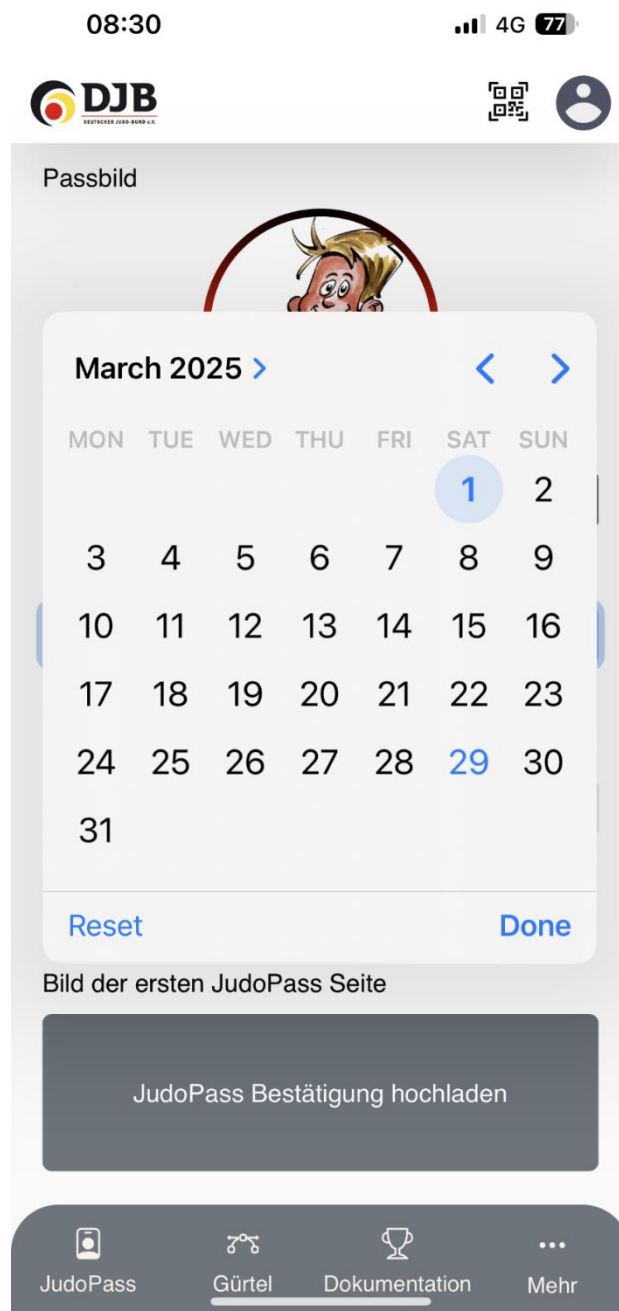 08:30 4G 77
DJB
DEUTSCHER JUDO-BUND e.V.
Passbild
March 2025
MON TUE WED THU FRI SAT SUN
1 2
3 4 5 6 7 8 9
10 11 12 13 14 15 16
17 18 19 20 21 22 23
24 25 26 27 28 29 30
31
Reset Done
Bild der ersten JudoPass Seite
JudoPass Bestätigung hochladen
JudoPass Gürtel Dokumentation Mehr